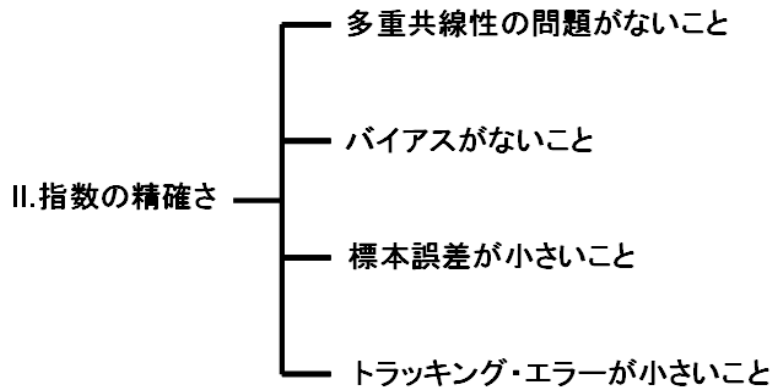 多重共線性の問題がないこと
バイアスがないこと
II.指数の精確さ
標本誤差が小さいこと
トラッキング・エラーが小さいこと